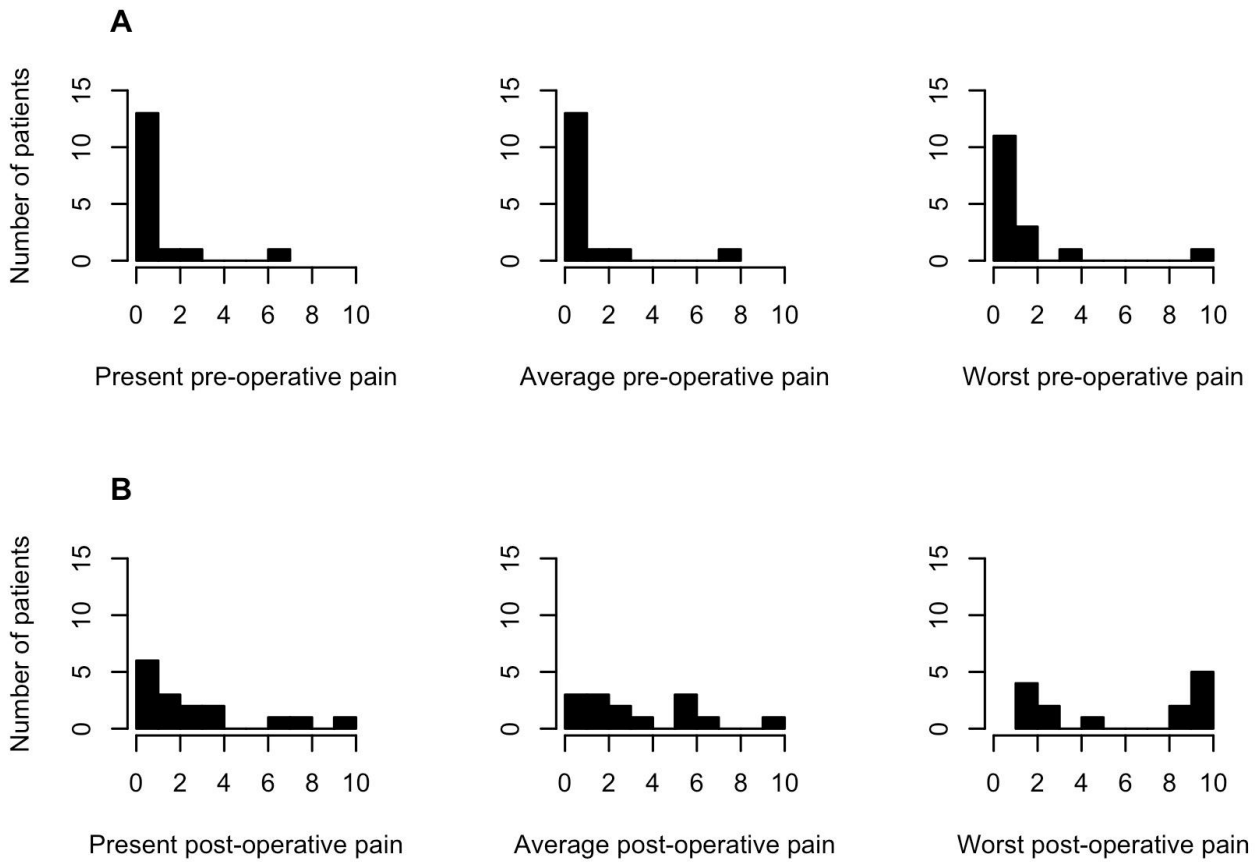 A
Number of patients
0 5 10 15
0 2 4 6 8 10
Present pre-operative pain
0 5 10 15
0 2 4 6 8 10
Average pre-operative pain
0 5 10 15
0 2 4 6 8 10
Worst pre-operative pain
B
Number of patients
0 5 10 15
0 2 4 6 8 10
Present post-operative pain
0 5 10 15
0 2 4 6 8 10
Average post-operative pain
0 5 10 15
0 2 4 6 8 10
Worst post-operative pain